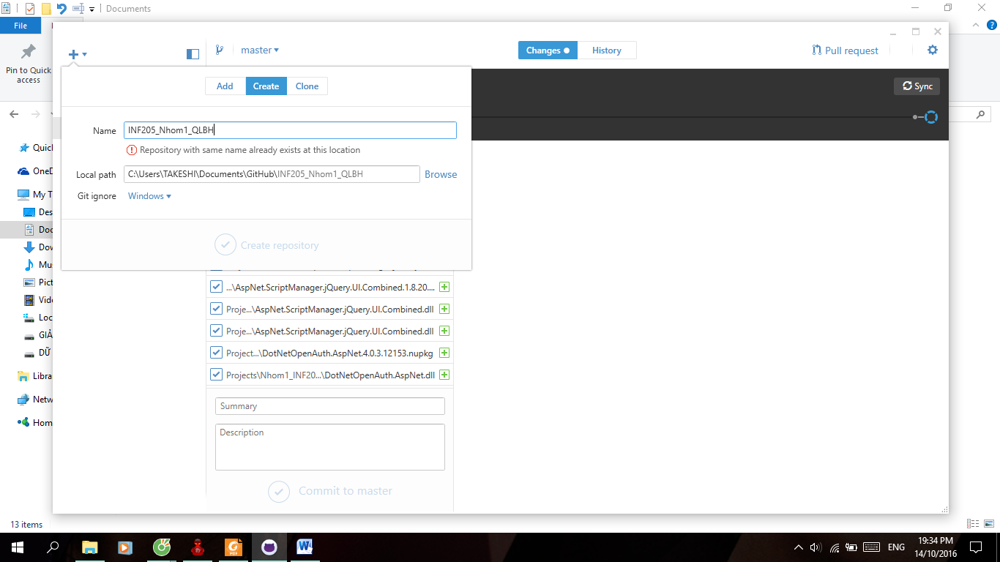 Documents
File
Pin to Quick
access
master
Changes
History
Pull request
Sync
Add
Create
Clone
Name
INF205_Nhom1_QLBH
Repository with same name already exists at this location
Local path
C:\Users\TAKESHI\Documents\GitHub\INF205_Nhom1_QLBH
Browse
Git ignore
Windows
Create repository
Quick
OneD
My T
Des
Doc
Dow
Mus
Pict
Vide
Loc
GIẢ
DỮ
Libra
Netw
Home
...\AspNet.ScriptManager.jQuery.UI.Combined.1.8.20....
Proje...\AspNet.ScriptManager.jQuery.UI.Combined.dll
Proje...\AspNet.ScriptManager.jQuery.UI.Combined.dll
Project...\DotNetOpenAuth.AspNet.4.0.3.12153.nupkg
Projects\Nhom1_INF20...\DotNetOpenAuth.AspNet.dll
Summary
Description
Commit to master
13 items
ENG
19:34 PM
14/10/2016